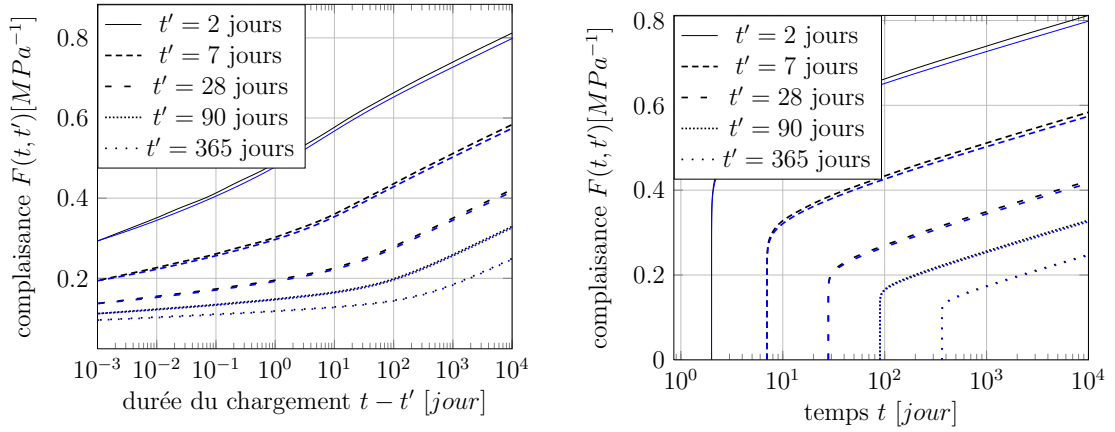 complaisance F(t, t′)[MPa⁻¹]
0.8
0.6
0.4
0.2
t′ = 2 jours
t′ = 7 jours
t′ = 28 jours
t′ = 90 jours
t′ = 365 jours
10⁻³ 10⁻² 10⁻¹ 10⁰ 10¹ 10² 10³ 10⁴
durée du chargement t − t′ [jour]
complaisance F(t, t′)[MPa⁻¹]
0.8
0.6
0.4
0.2
0
t′ = 2 jours
t′ = 7 jours
t′ = 28 jours
t′ = 90 jours
t′ = 365 jours
10⁰ 10¹ 10² 10³ 10⁴
temps t [jour]